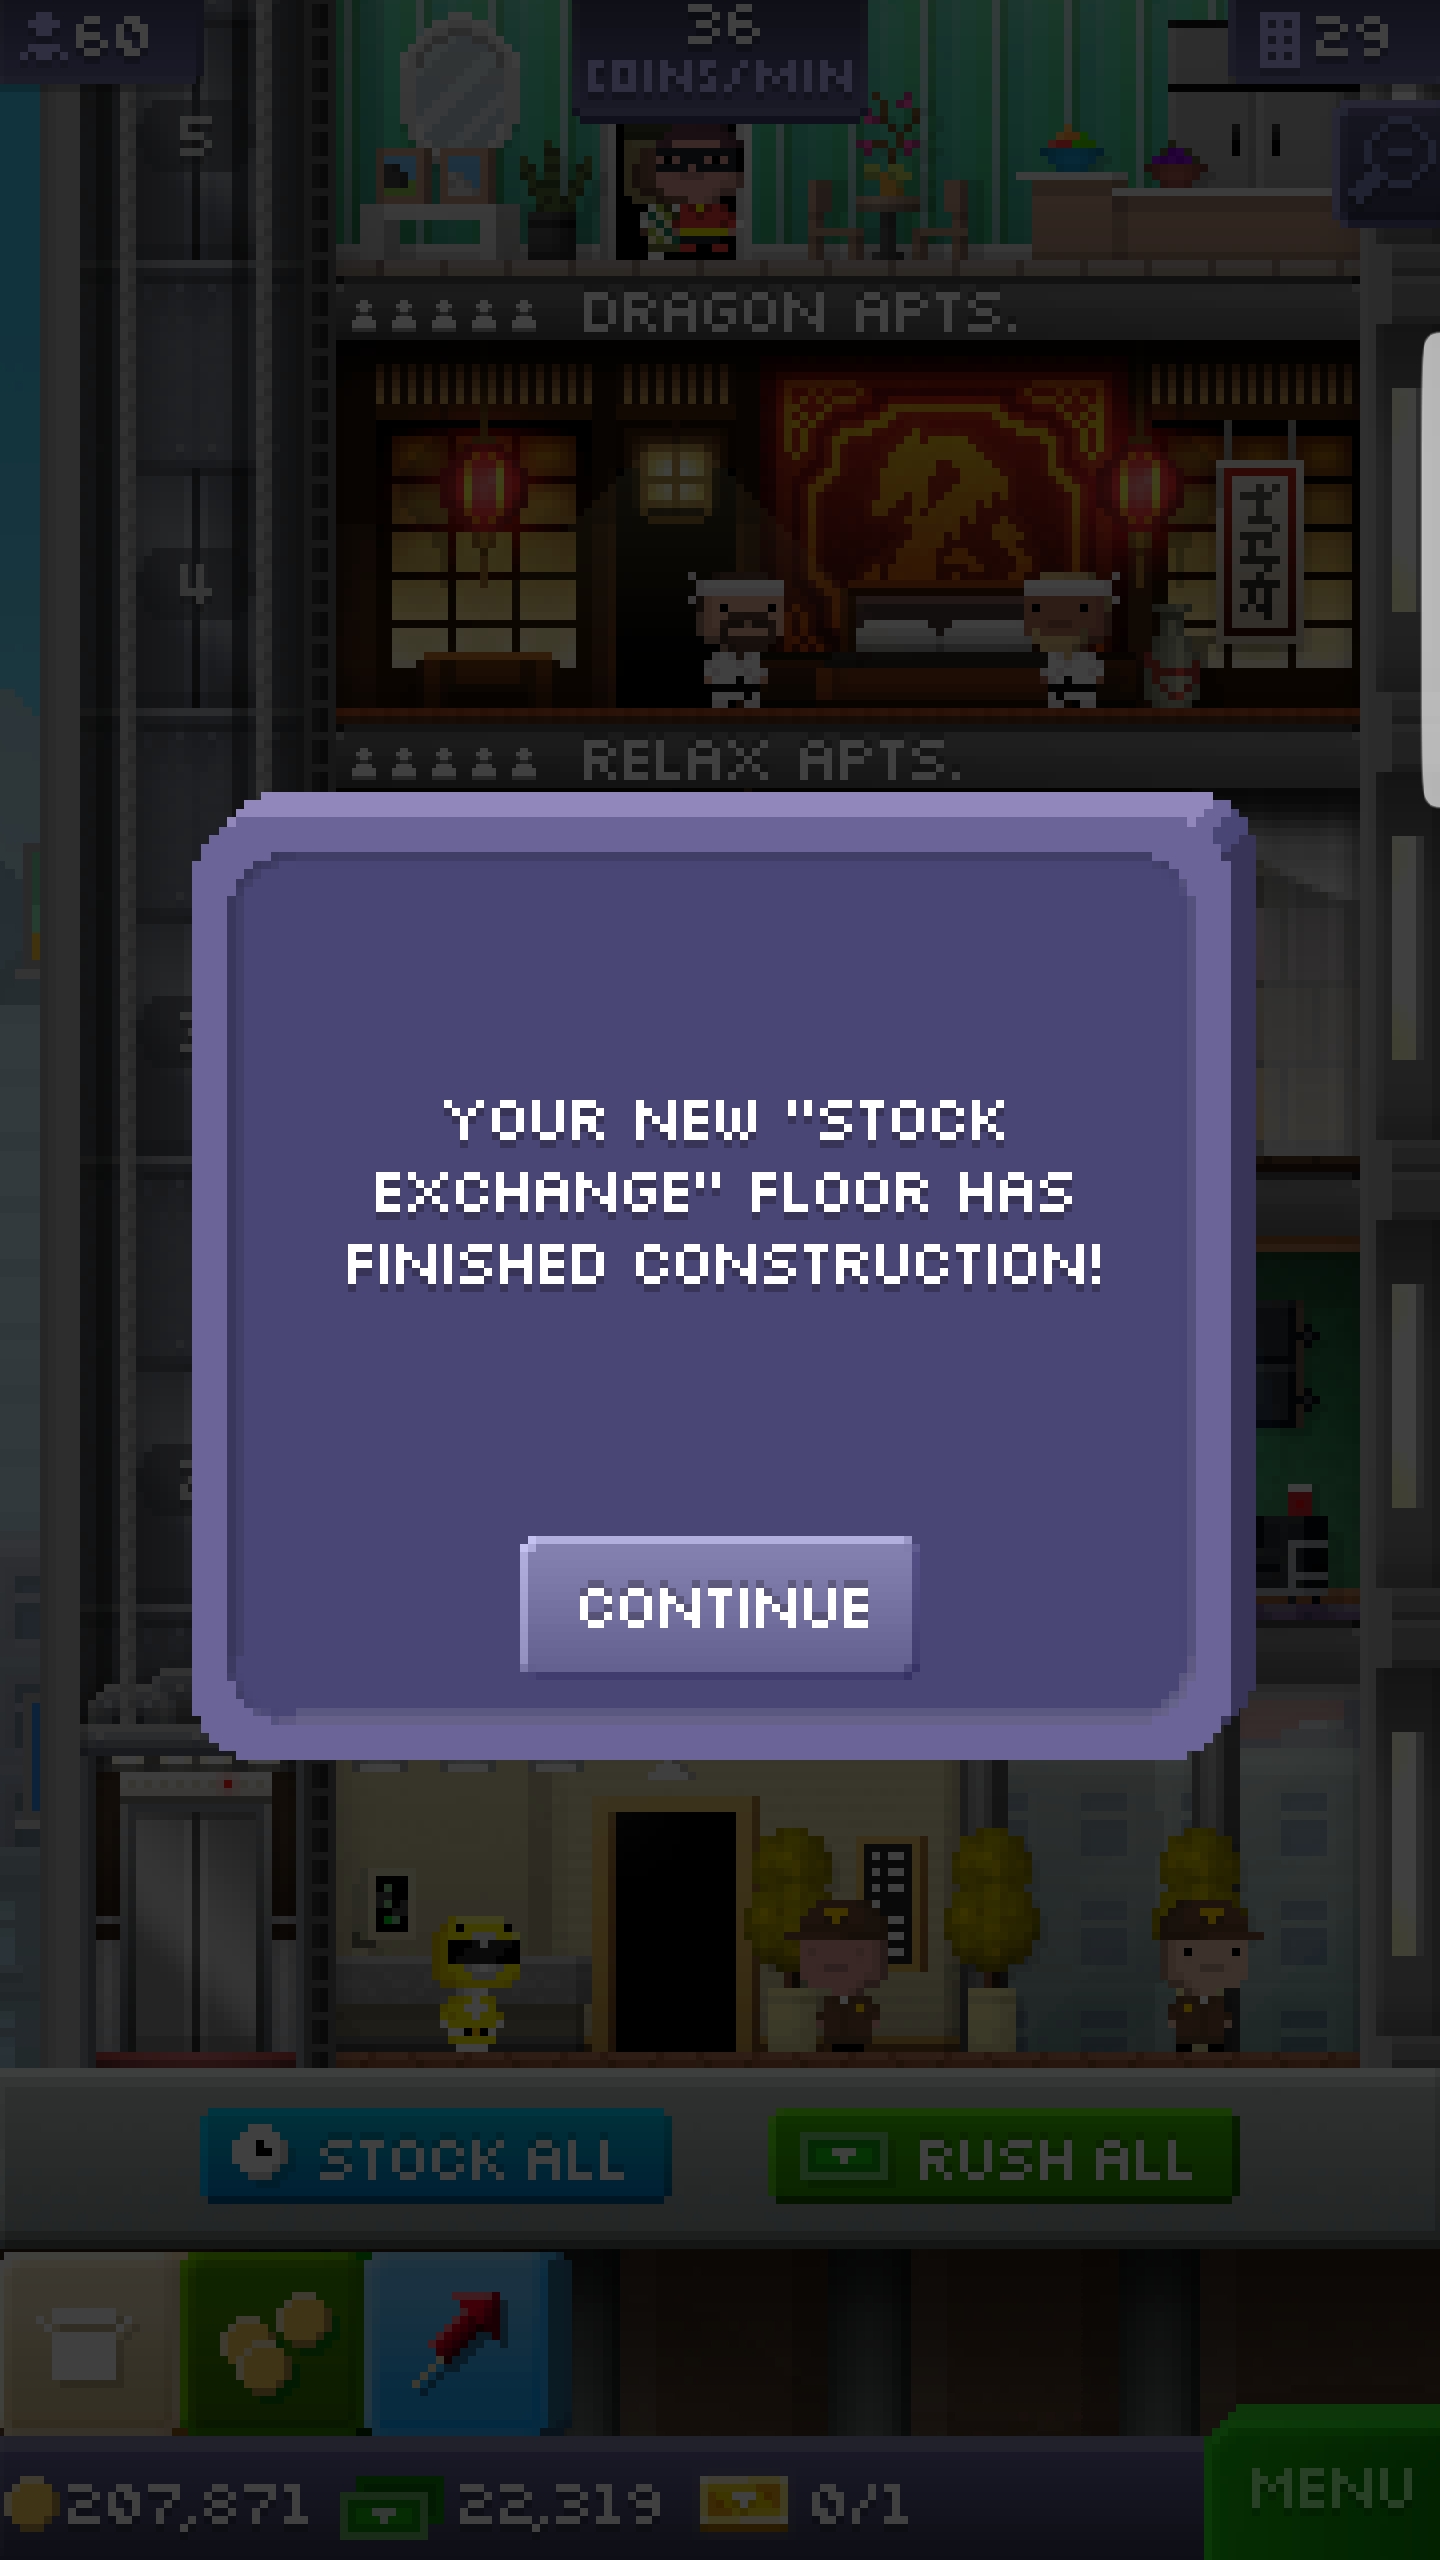 60
36
COINS/MIN
29
5
DRAGON APTS.
4
RELAX APTS.
YOUR NEW "STOCK
EXCHANGE" FLOOR HAS
FINISHED CONSTRUCTION!
CONTINUE
STOCK ALL
RUSH ALL
207,871
22,319
0/1
MENU